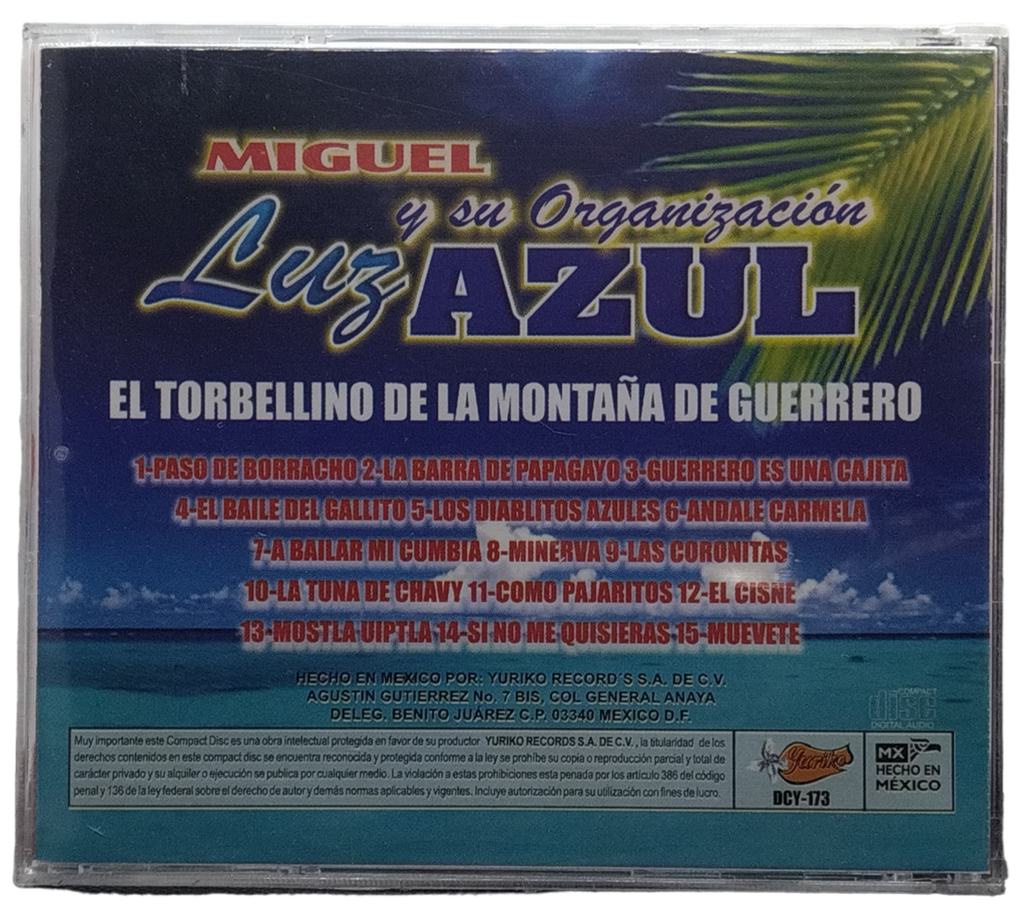 MIGUEL
y su Organización
Luz AZUL
EL TORBELLINO DE LA MONTAÑA DE GUERRERO
1-PASO DE BORRACHO 2-LA BARRA DE PAPAGAYO 3-GUERRERO ES UNA CAJITA
4-EL BAILE DEL GALLITO 5-LOS DIABLITOS AZULES 6-ANDALE CARMELA
7-A BAILAR MI CUMBIA 8-MINERVA 9-LAS CORONITAS
10-LA TUNA DE CHAVY 11-COMO PAJARITOS 12-EL CISNE
13-MOSTLA UIPTLA 14-SI NO ME QUISIERAS 15-MUEVETE
HECHO EN MEXICO POR: YURIKO RECORD´S S.A. DE C.V.
AGUSTIN GUTIERREZ No. 7 BIS, COL GENERAL ANAYA
DELEG. BENITO JUÁREZ C.P. 03340 MEXICO D.F.
COMPACT
disc
DIGITAL AUDIO
Muy importante este Compact Disc es una obra intelectual protegida en favor de su productor YURIKO RECORDS S.A. DE C.V. , la titularidad de los
derechos contenidos en este compact disc se encuentra reconocida y protegida conforme a la ley se prohíbe su copia o reproducción parcial y total de
carácter privado y su alquiler o ejecución se publica por cualquier medio. La violación a estas prohibiciones esta penada por los artículo 386 del código
penal y 136 de la ley federal sobre el derecho de autor y demás normas aplicables y vigentes. Incluye autorización para su utilización con fines de lucro.
Yuriko
DCY-173
MX
HECHO EN
MÉXICO